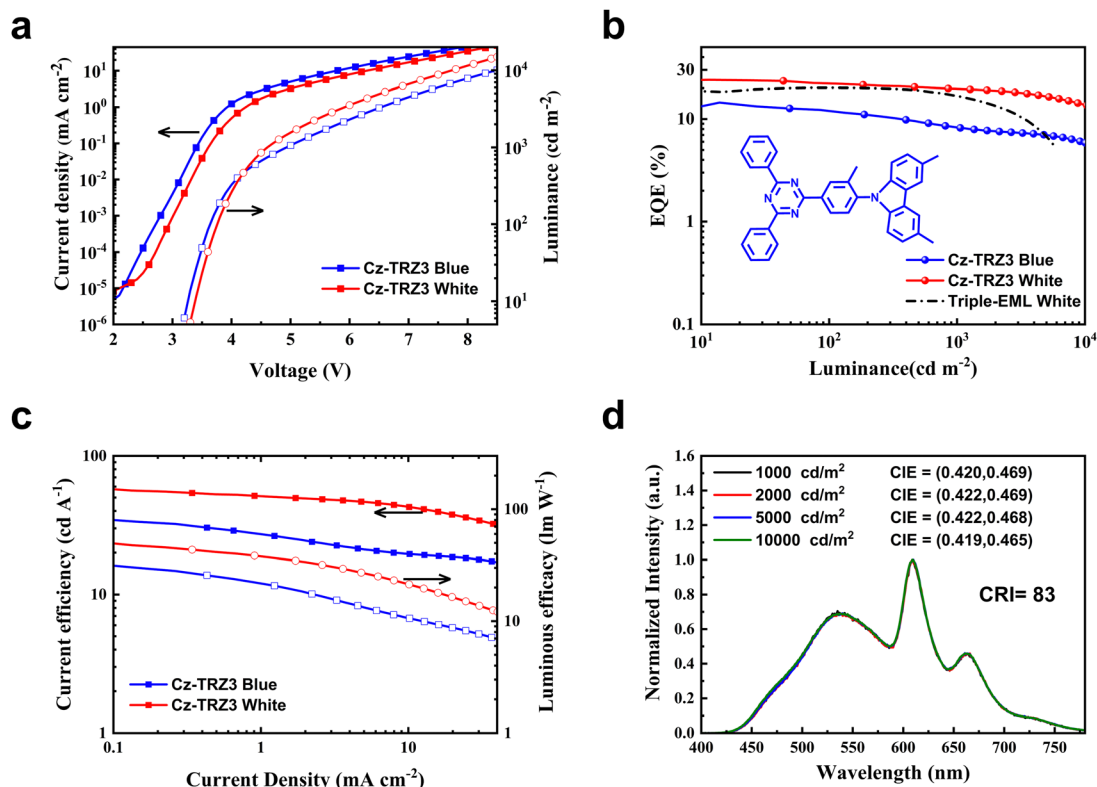 a
Current density (mA cm⁻²)
10¹
10⁰
10⁻¹
10⁻²
10⁻³
10⁻⁴
10⁻⁵
10⁻⁶
2
3
4
5
6
7
8
Voltage (V)
10⁴
10³
10²
10¹
Luminance (cd m⁻²)
Cz-TRZ3 Blue
Cz-TRZ3 White
b
EQE (%)
30
10
1
0.1
10¹
10²
10³
10⁴
Luminance(cd m⁻²)
N
N
N
N
Cz-TRZ3 Blue
Cz-TRZ3 White
Triple-EML White
c
Current efficiency (cd A⁻¹)
100
10
1
0.1
1
10
Current Density (mA cm⁻²)
100
10
1
Luminous efficacy (lm W⁻¹)
Cz-TRZ3 Blue
Cz-TRZ3 White
d
Normalized Intensity (a.u.)
1.6
1.4
1.2
1.0
0.8
0.6
0.4
0.2
0.0
400
450
500
550
600
650
700
750
Wavelength (nm)
1000 cd/m² CIE = (0.420,0.469)
2000 cd/m² CIE = (0.422,0.469)
5000 cd/m² CIE = (0.422,0.468)
10000 cd/m² CIE = (0.419,0.465)
CRI= 83